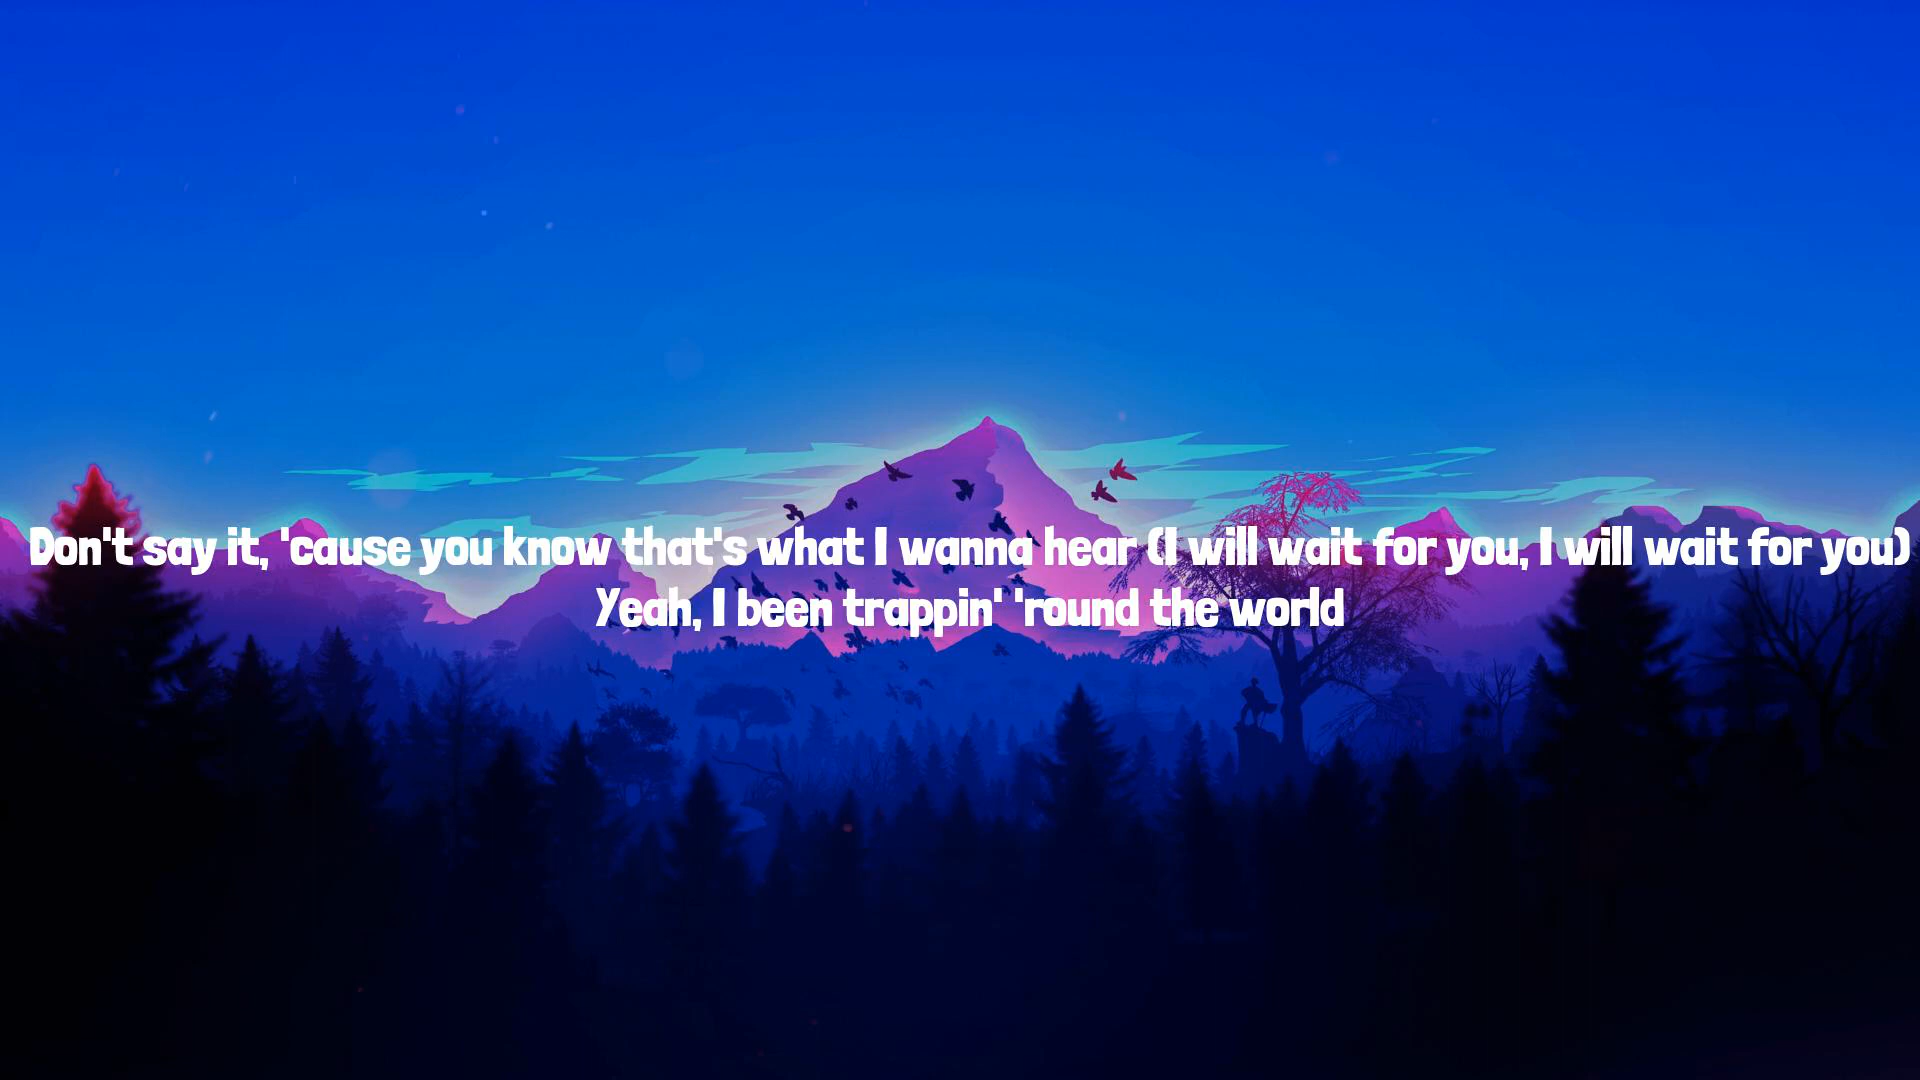 Don't say it, 'cause you know that's what I wanna hear (I will wait for you, I will wait for you)
Yeah, I been trappin' 'round the world